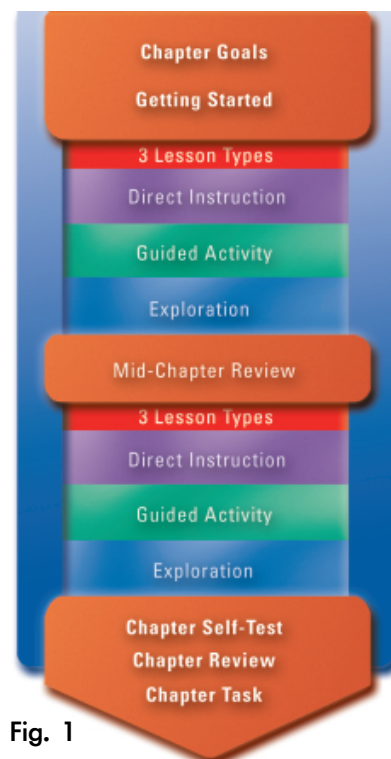 Chapter Goals
Getting Started
3 Lesson Types
Direct Instruction
Guided Activity
Exploration
Mid-Chapter Review
3 Lesson Types
Direct Instruction
Guided Activity
Exploration
Chapter Self-Test
Chapter Review
Chapter Task
Fig. 1